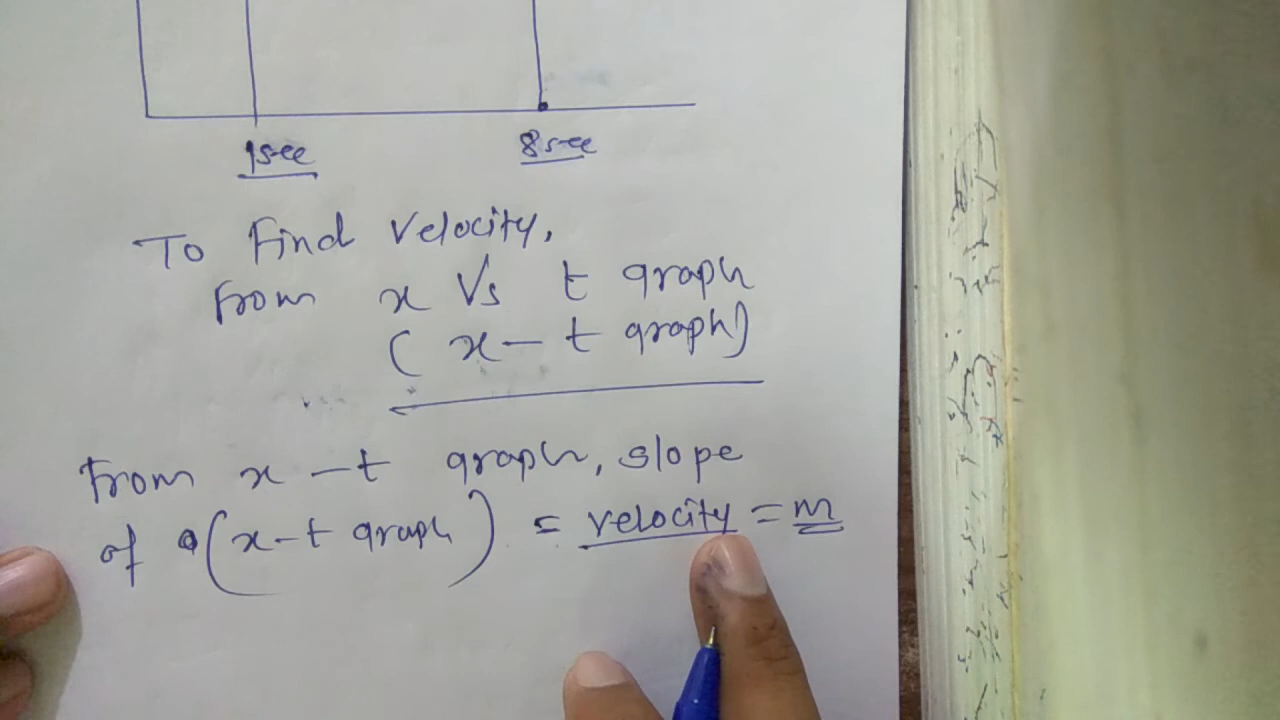 1sec
8sec
To Find Velocity,
From x Vs t graph
( x - t graph)
From x - t graph, slope
of (x-t graph) = velocity = m